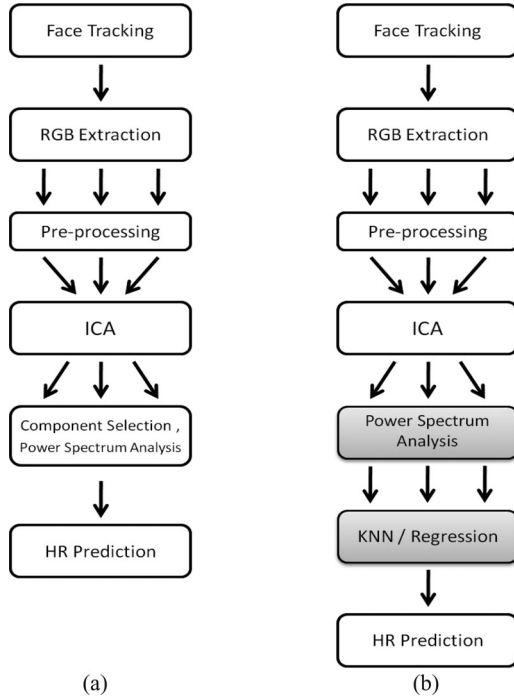 Face Tracking
RGB Extraction
Pre-processing
ICA
Component Selection ,
Power Spectrum Analysis
HR Prediction
(a)
Face Tracking
RGB Extraction
Pre-processing
ICA
Power Spectrum
Analysis
KNN / Regression
HR Prediction
(b)